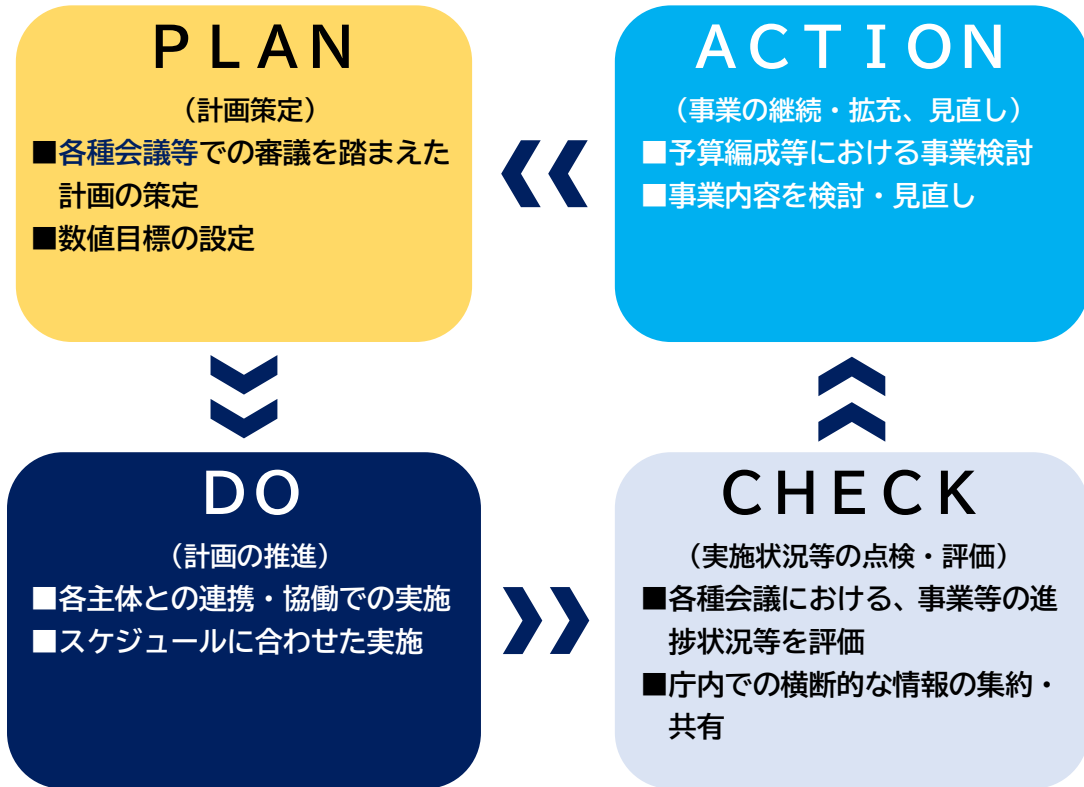 ＰＬＡＮ
（計画策定）
■各種会議等での審議を踏まえた
計画の策定
■数値目標の設定
ＤＯ
（計画の推進）
■各主体との連携・協働での実施
■スケジュールに合わせた実施
ＣＨＥＣＫ
（実施状況等の点検・評価）
■各種会議における、事業等の進
捗状況等を評価
■庁内での横断的な情報の集約・
共有
ＡＣＴＩＯＮ
（事業の継続・拡充、見直し）
■予算編成等における事業検討
■事業内容を検討・見直し